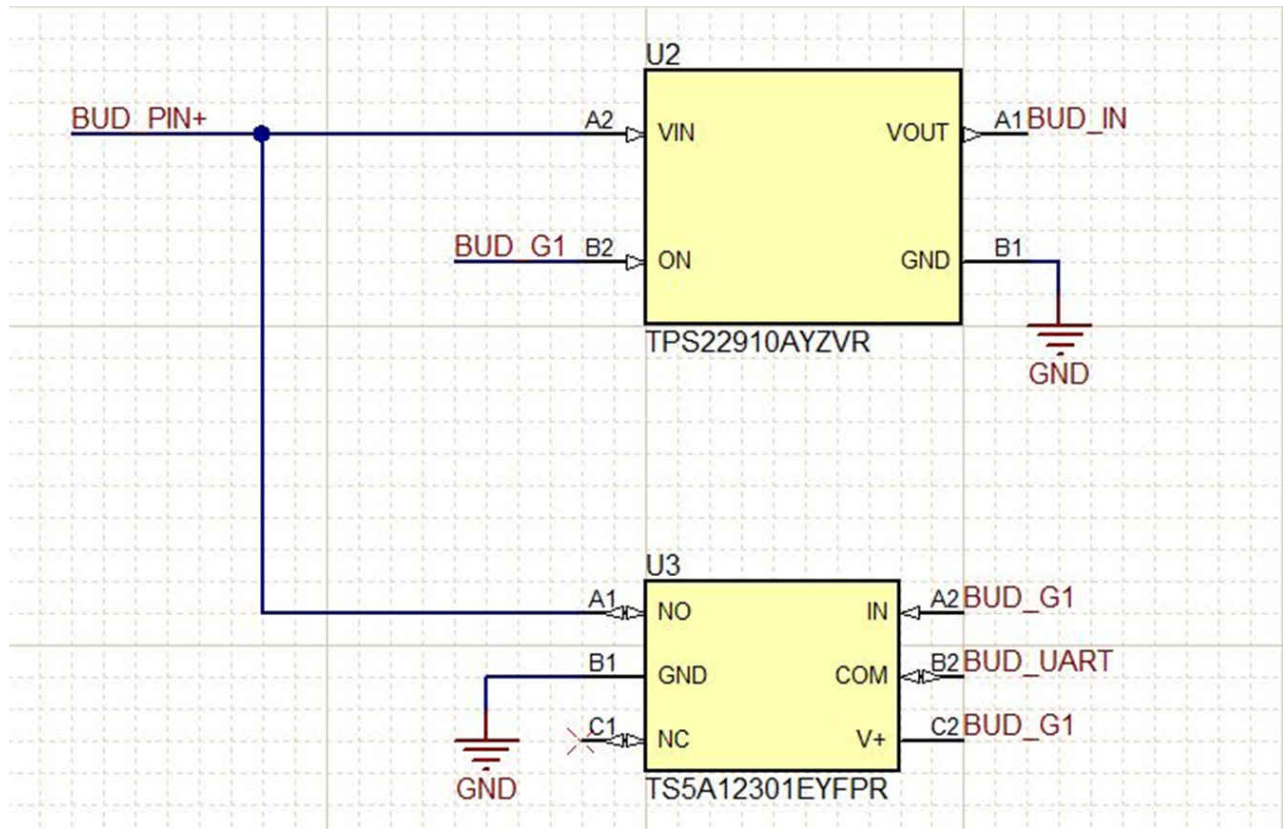 U2
BUD_PIN+
A2
VIN
VOUT
A1
BUD_IN
BUD_G1
B2
ON
GND
B1
TPS22910AYZVR
GND
U3
A1
NO
IN
A2
BUD_G1
B1
GND
COM
B2
BUD_UART
C1
NC
V+
C2
BUD_G1
GND
TS5A12301EYFPR